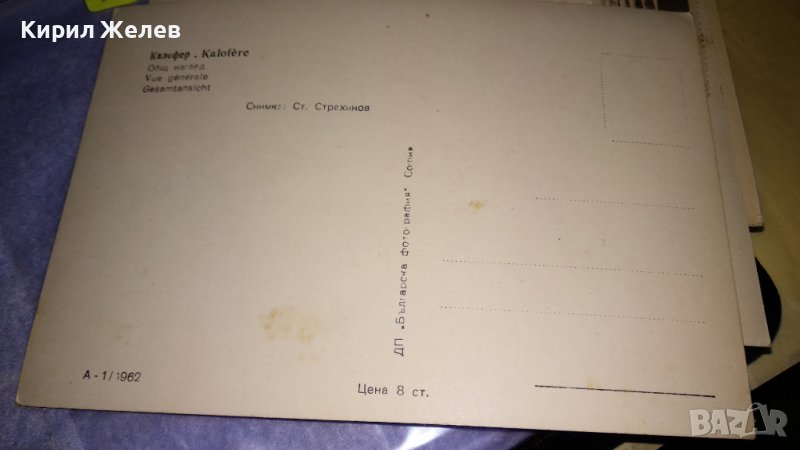 Кирил Желев
Калофер . Kalofère
Общ изглед
Vue générale
Gesamtansicht
Снимка: Ст. Страхинов
ДП „Българска фотография" София
А - 1 / 1962
Цена 8 ст.
BAZAR